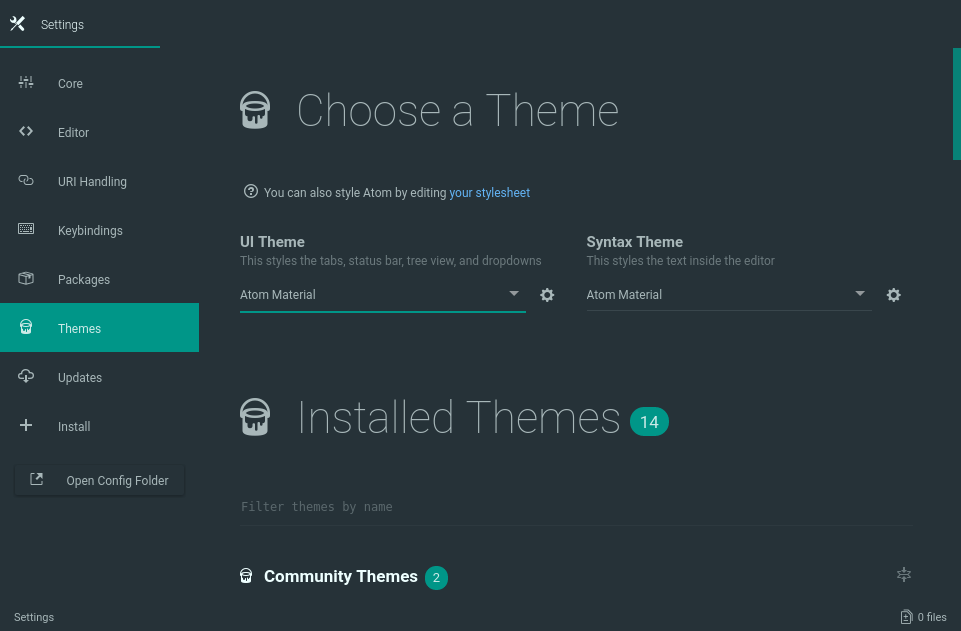 Settings
Core
Editor
URI Handling
Keybindings
Packages
Themes
Updates
Install
Open Config Folder
Choose a Theme
You can also style Atom by editing your stylesheet
UI Theme
This styles the tabs, status bar, tree view, and dropdowns
Atom Material
Syntax Theme
This styles the text inside the editor
Atom Material
Installed Themes 14
Filter themes by name
Community Themes 2
Settings
0 files